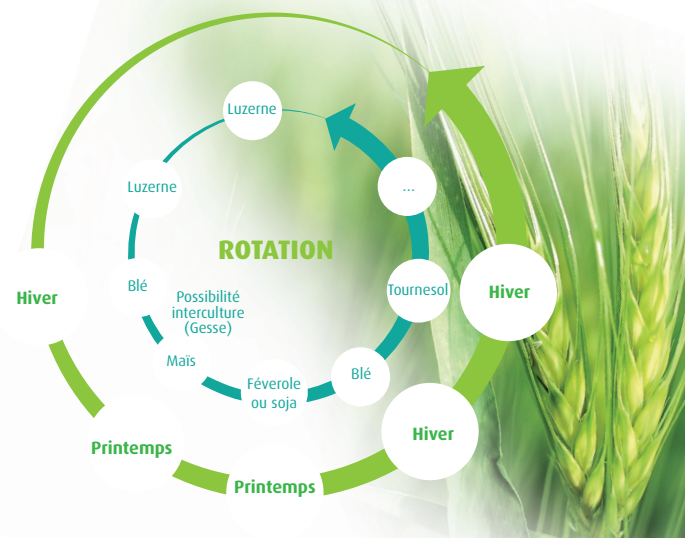 Luzerne
Luzerne
...
ROTATION
Blé
Possibilité
interculture
(Gesse)
Tournesol
Hiver
Hiver
Maïs
Féverole
ou soja
Blé
Printemps
Hiver
Printemps